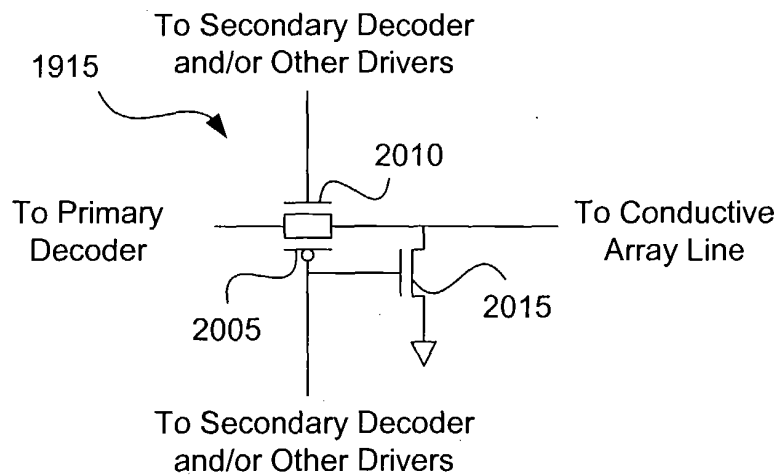 To Secondary Decoder
and/or Other Drivers
1915
2010
To Primary
Decoder
To Conductive
Array Line
2005
2015
To Secondary Decoder
and/or Other Drivers